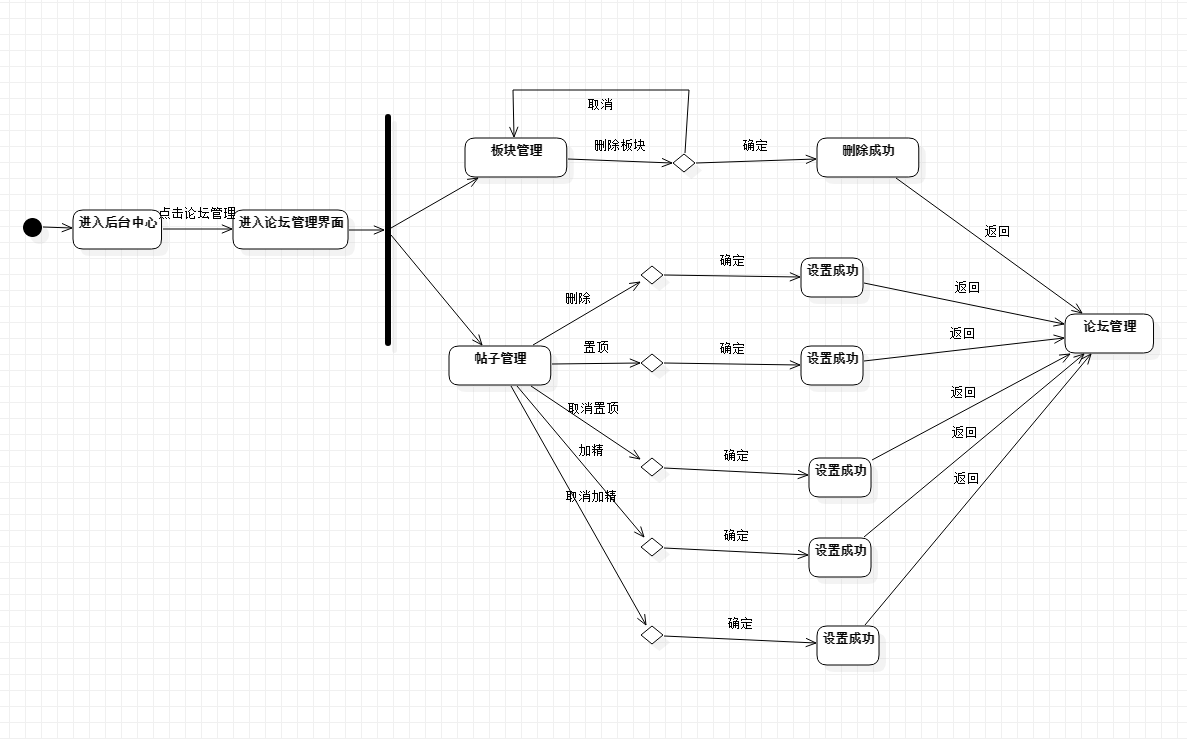 取消
板块管理
删除板块
确定
删除成功
进入后台中心
点击论坛管理
进入论坛管理界面
返回
删除
确定
设置成功
返回
论坛管理
帖子管理
置顶
确定
设置成功
返回
取消置顶
返回
加精
返回
确定
设置成功
取消加精
返回
确定
设置成功
确定
设置成功